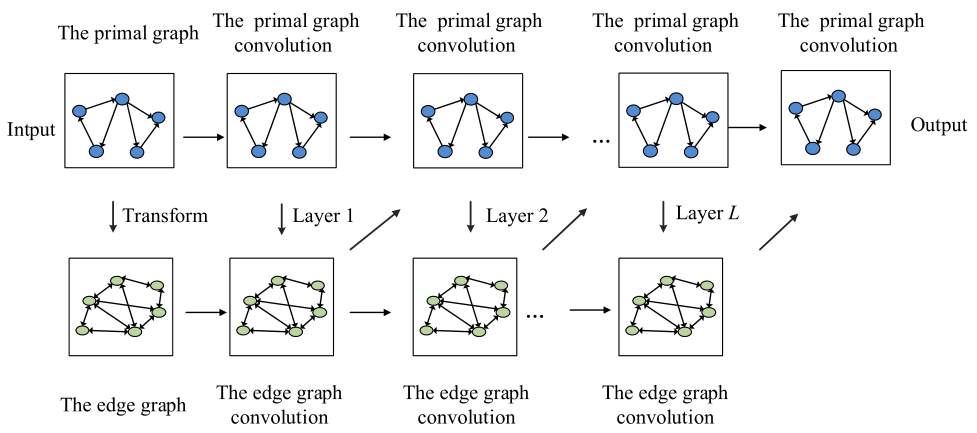 The primal graph
The primal graph
convolution
The primal graph
convolution
The primal graph
convolution
The primal graph
convolution
Intput
...
Output
Transform
Layer 1
Layer 2
Layer L
...
The edge graph
The edge graph
convolution
The edge graph
convolution
The edge graph
convolution